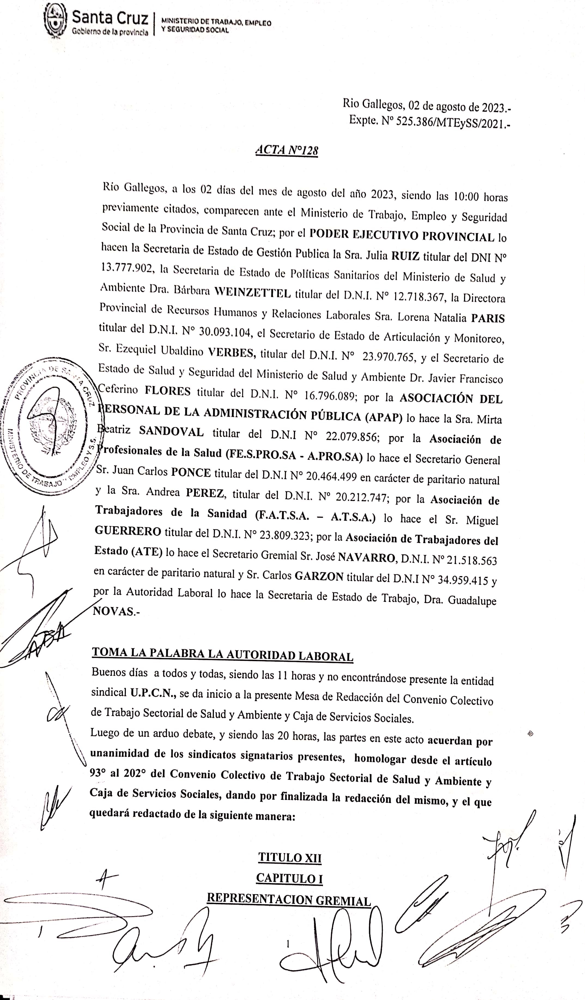 Santa Cruz
Gobierno de la provincia
MINISTERIO DE TRABAJO, EMPLEO
Y SEGURIDAD SOCIAL
Rio Gallegos, 02 de agosto de 2023.-
Expte. Nº 525.386/MTEySS/2021.-
ACTA N°128
Rio Gallegos, a los 02 días del mes de agosto del año 2023, siendo las 10:00 horas
previamente citados, comparecen ante el Ministerio de Trabajo, Empleo y Seguridad
Social de la Provincia de Santa Cruz; por el PODER EJECUTIVO PROVINCIAL lo
hacen la Secretaria de Estado de Gestión Publica la Sra. Julia RUIZ titular del DNI Nº
13.777.902, la Secretaria de Estado de Políticas Sanitarios del Ministerio de Salud y
Ambiente Dra. Bárbara WEINZETTEL titular del D.N.I. N° 12.718.367, la Directora
Provincial de Recursos Humanos y Relaciones Laborales Sra. Lorena Natalia PARIS
titular del D.N.I. N° 30.093.104, el Secretario de Estado de Articulación y Monitoreo,
Sr. Ezequiel Ubaldino VERBES, titular del D.N.I. N° 23.970.765, y el Secretario de
Estado de Salud y Seguridad del Ministerio de Salud y Ambiente Dr. Javier Francisco
Ceferino FLORES titular del D.N.I. N° 16.796.089; por la ASOCIACIÓN DEL
PERSONAL DE LA ADMINISTRACIÓN PÚBLICA (APAP) lo hace la Sra. Mirta
Beatriz SANDOVAL titular del D.N.I N° 22.079.856; por la Asociación de
Profesionales de la Salud (FE.S.PRO.SA - A.PRO.SA) lo hace el Secretario General
Sr. Juan Carlos PONCE titular del D.N.I N° 20.464.499 en carácter de paritario natural
y la Sra. Andrea PEREZ, titular del D.N.I. Nº 20.212.747; por la Asociación de
Trabajadores de la Sanidad (F.A.T.S.A. – A.T.S.A.) lo hace el Sr. Miguel
GUERRERO titular del D.N.I. N° 23.809.323; por la Asociación de Trabajadores del
Estado (ATE) lo hace el Secretario Gremial Sr. José NAVARRO, D.N.I. Nº 21.518.563
en carácter de paritario natural y Sr. Carlos GARZON titular del D.N.I N° 34.959.415 y
por la Autoridad Laboral lo hace la Secretaria de Estado de Trabajo, Dra. Guadalupe
NOVAS.-
PROVINCIA DE SANTA CRUZ
MINISTERIO DE TRABAJO EMPLEO Y S.S.
TOMA LA PALABRA LA AUTORIDAD LABORAL
Buenos días a todos y todas, siendo las 11 horas y no encontrándose presente la entidad
sindical U.P.C.N., se da inicio a la presente Mesa de Redacción del Convenio Colectivo
de Trabajo Sectorial de Salud y Ambiente y Caja de Servicios Sociales.
Luego de un arduo debate, y siendo las 20 horas, las partes en este acto acuerdan por
unanimidad de los sindicatos signatarios presentes, homologar desde el artículo
93° al 202° del Convenio Colectivo de Trabajo Sectorial de Salud y Ambiente y
Caja de Servicios Sociales, dando por finalizada la redacción del mismo, y el que
quedará redactado de la siguiente manera:
TITULO XII
CAPITULO I
REPRESENTACION GREMIAL
1